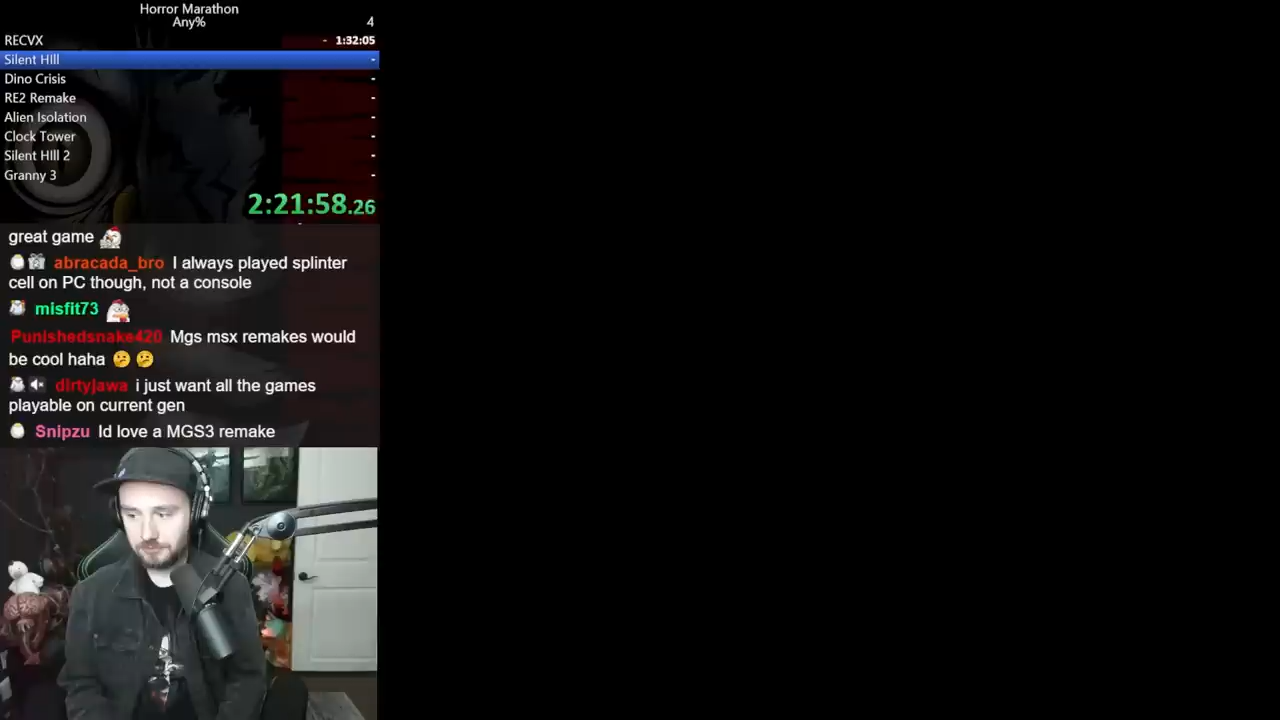 Horror Marathon
Any%
4
RECVX - 1:32:05
Silent HIll -
Dino Crisis -
RE2 Remake -
Alien Isolation -
Clock Tower -
Silent HIll 2 -
Granny 3 -
2:21:58.26
great game
abracada_bro I always played splinter
cell on PC though, not a console
misfit73
Punishedsnake420 Mgs msx remakes would
be cool haha 🤔 🤔
dirtyjawa i just want all the games
playable on current gen
Snipzu Id love a MGS3 remake